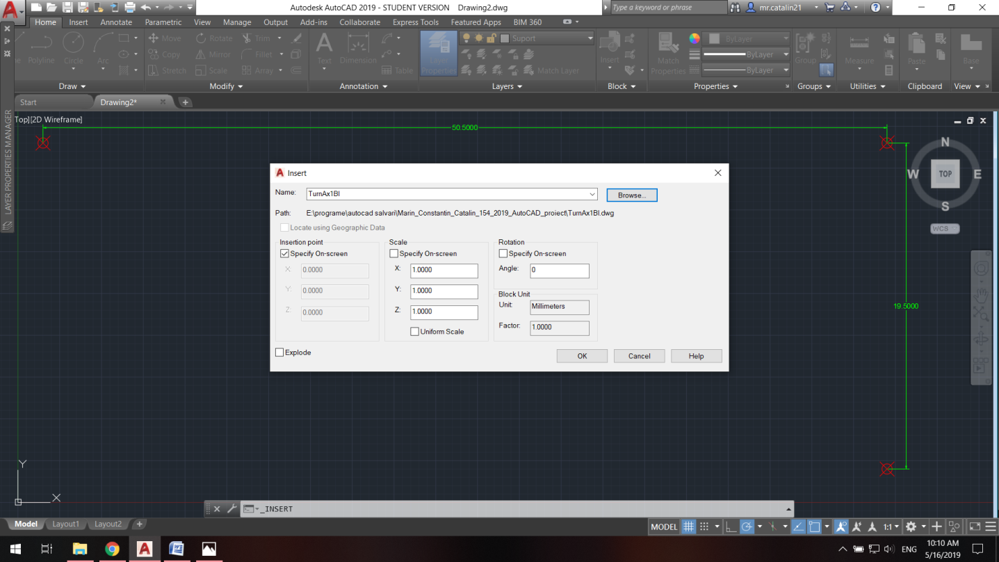 Autodesk AutoCAD 2019 - STUDENT VERSION Drawing2.dwg
Type a keyword or phrase
mr.catalin21
Home Insert Annotate Parametric View Manage Output Add-ins Collaborate Express Tools Featured Apps BIM 360
Polyline Circle Arc
Move Rotate Trim
Copy Mirror Fillet
Stretch Scale Array
Text Dimension Table
Layer Properties
Suport
Match Layer
Insert
Match Properties
ByLayer
ByLayer
ByLayer
Group
Measure
Paste
Base
Draw Modify Annotation Layers Block Properties Groups Utilities Clipboard View
Start Drawing2*
Top][2D Wireframe]
LAYER PROPERTIES MANAGER
50.5000
N
W TOP E
S
WCS
19.5000
Insert
Name: TurnAx1Bl Browse...
Path: E:\programe\autocad salvari\Marin_Constantin_Catalin_154_2019_AutoCAD_proiect\TurnAx1Bl.dwg
Locate using Geographic Data
Insertion point
Specify On-screen
X: 0.0000
Y: 0.0000
Z: 0.0000
Scale
Specify On-screen
X: 1.0000
Y: 1.0000
Z: 1.0000
Uniform Scale
Rotation
Specify On-screen
Angle: 0
Block Unit
Unit: Millimeters
Factor: 1.0000
Explode
OK Cancel Help
Y
X
_INSERT
Model Layout1 Layout2
MODEL 1:1
ENG
10:10 AM
5/16/2019